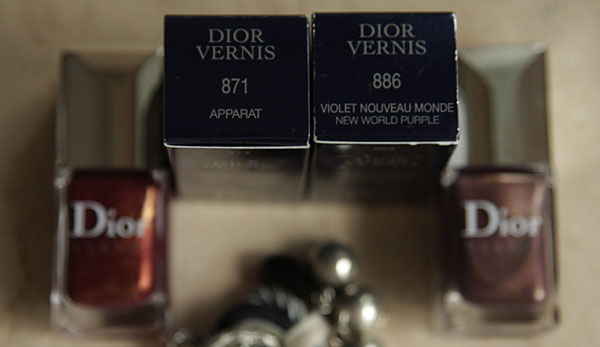 DIOR
VERNIS
871
APPARAT
DIOR
VERNIS
886
VIOLET NOUVEAU MONDE
NEW WORLD PURPLE
Dior
Dior